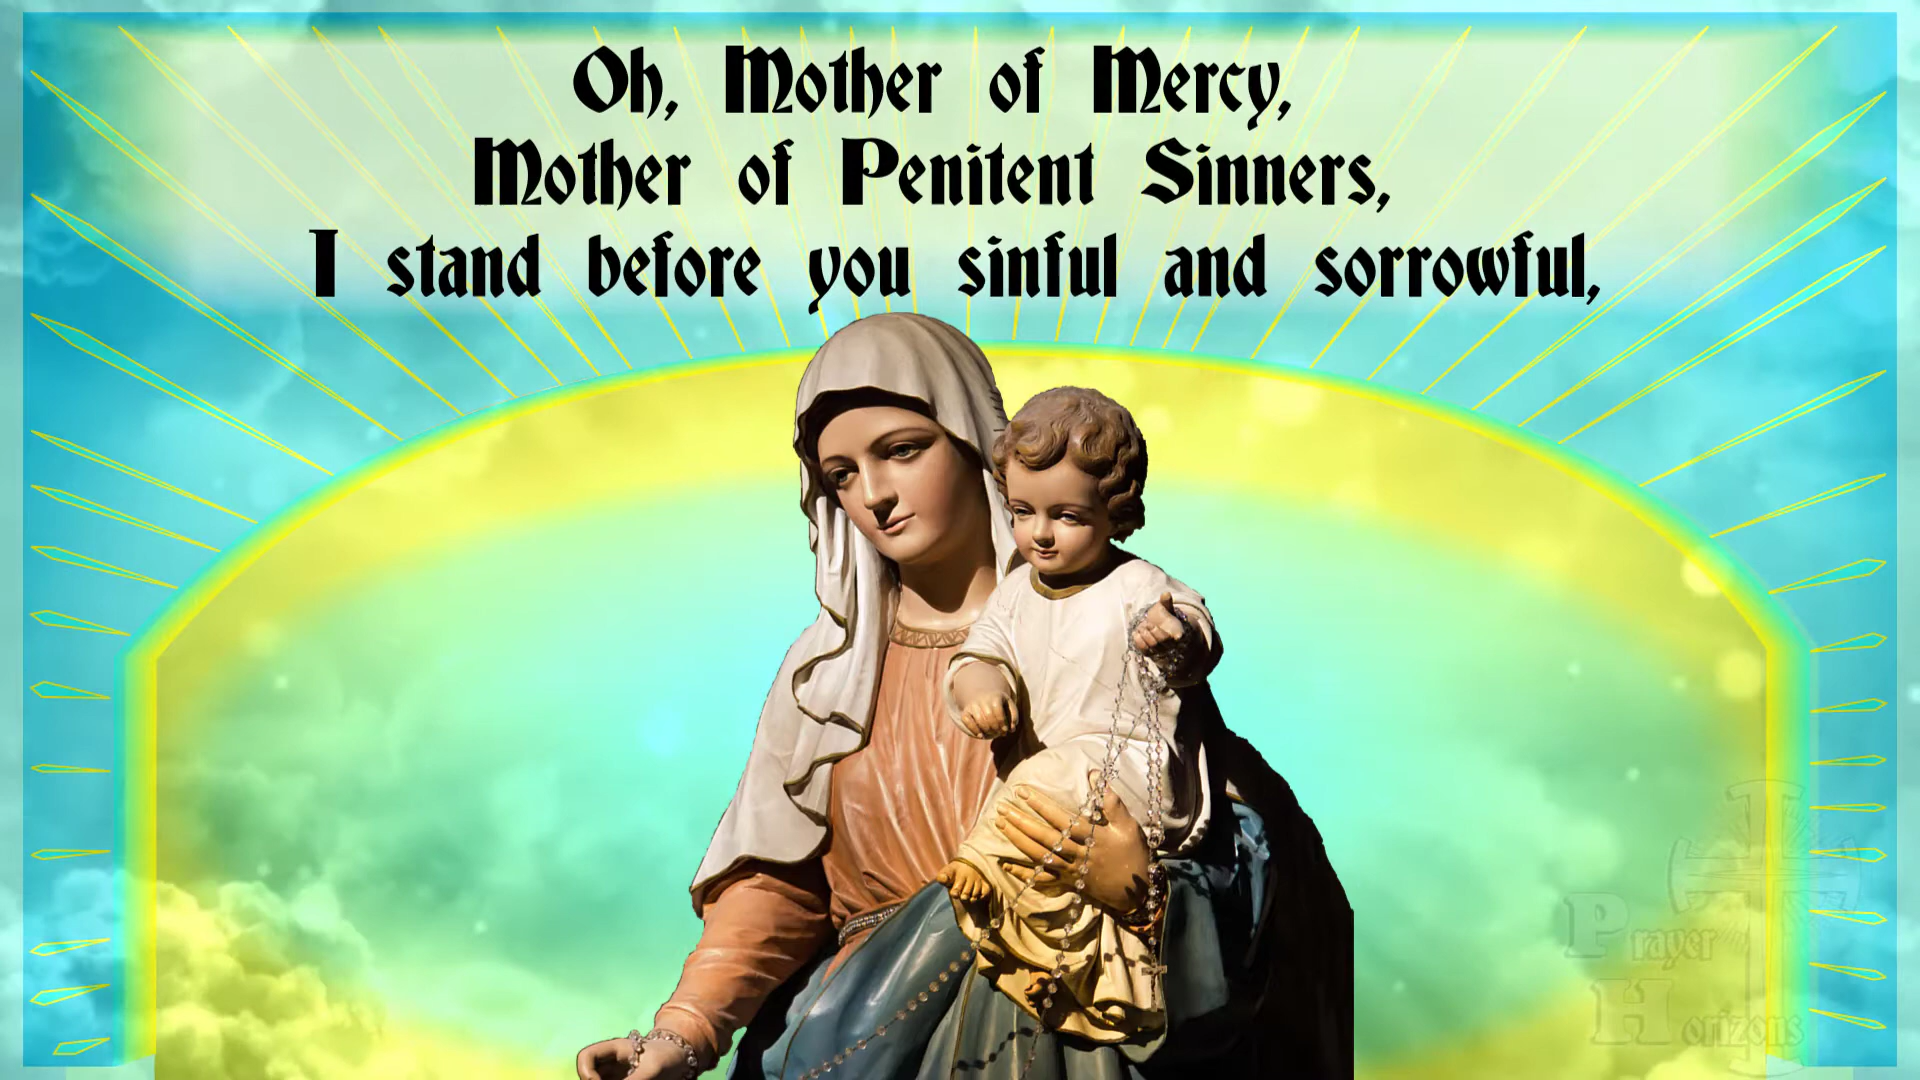 Oh, Mother of Mercy,
Mother of Penitent Sinners,
I stand before you sinful and sorrowful,
Prayer
Horizons